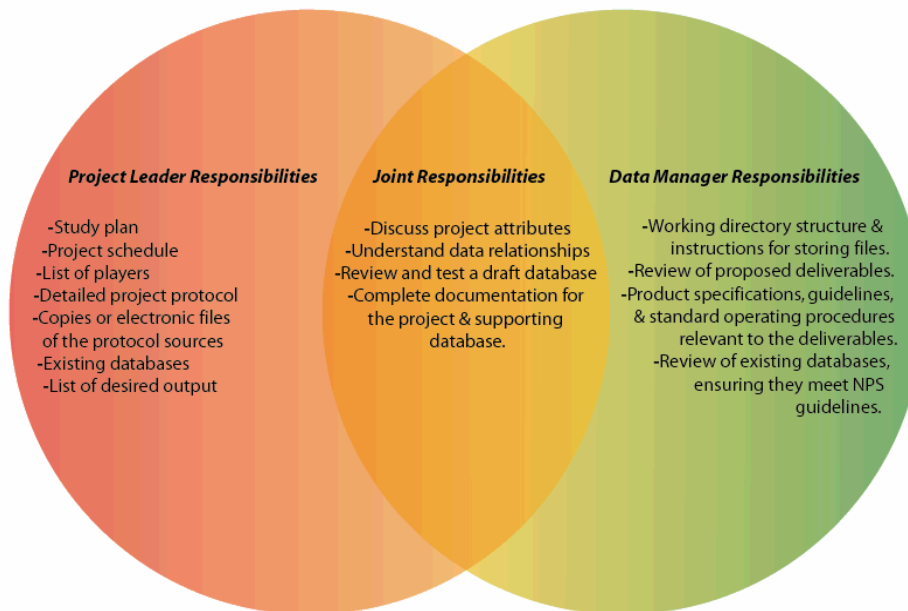 Project Leader Responsibilities
-Study plan
-Project schedule
-List of players
-Detailed project protocol
-Copies or electronic files
of the protocol sources
-Existing databases
-List of desired output
Joint Responsibilities
-Discuss project attributes
-Understand data relationships
-Review and test a draft database
-Complete documentation for
the project & supporting
database.
Data Manager Responsibilities
-Working directory structure &
instructions for storing files.
-Review of proposed deliverables.
-Product specifications, guidelines,
& standard operating procedures
relevant to the deliverables.
-Review of existing databases,
ensuring they meet NPS
guidelines.